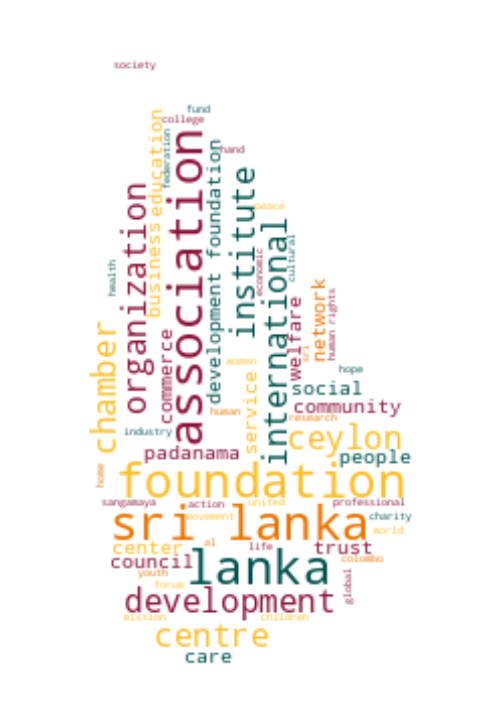 society
fund
college
education
federation
hand
association
development foundation
institute
organization
peace
international
cultural
business
economic
health
network
human rights
welfare
sri
chamber
commerce
women
hope
social
service
human
community
research
industry
ceylon
padanama
people
home
foundation
sangamaya
action
united
professional
sri lanka
movement
charity
world
center
al
life
trust
council
lanka
colombo
youth
forum
global
development
mission
children
centre
care